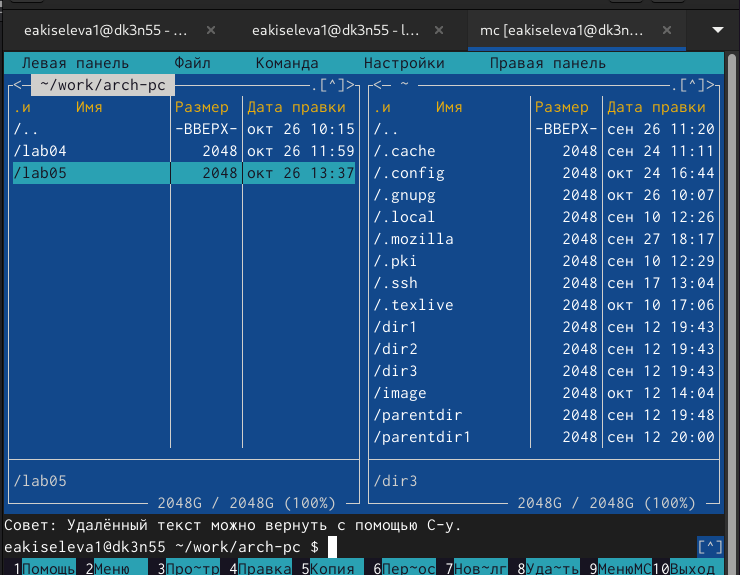 eakiseleva1@dk3n55 - ... × eakiseleva1@dk3n55 - l... × mc [eakiseleva1@dk3n... ×
Левая панель Файл Команда Настройки Правая панель
<— ~/work/arch-pc .[^]> <— ~ .[^]>
.и Имя Размер Дата правки .и Имя Размер Дата правки
/.. -ВВЕРХ- окт 26 10:15 /.. -ВВЕРХ- сен 26 11:20
/lab04 2048 окт 26 11:59 /.cache 2048 сен 24 11:11
/lab05 2048 окт 26 13:37 /.config 2048 окт 24 16:44
/.gnupg 2048 окт 26 10:07
/.local 2048 сен 10 12:26
/.mozilla 2048 сен 27 18:17
/.pki 2048 сен 10 12:29
/.ssh 2048 сен 17 13:04
/.texlive 2048 окт 10 17:06
/dir1 2048 сен 12 19:43
/dir2 2048 сен 12 19:43
/dir3 2048 сен 12 19:43
/image 2048 окт 12 14:04
/parentdir 2048 сен 12 19:48
/parentdir1 2048 сен 12 20:00
/lab05 /dir3
2048G / 2048G (100%) 2048G / 2048G (100%)
Совет: Удалённый текст можно вернуть с помощью C-y.
eakiseleva1@dk3n55 ~/work/arch-pc $ [^]
1Помощь 2Меню 3Про~тр 4Правка 5Копия 6Пер~ос 7Нов~лг 8Уда~ть 9МенюMC 10Выход